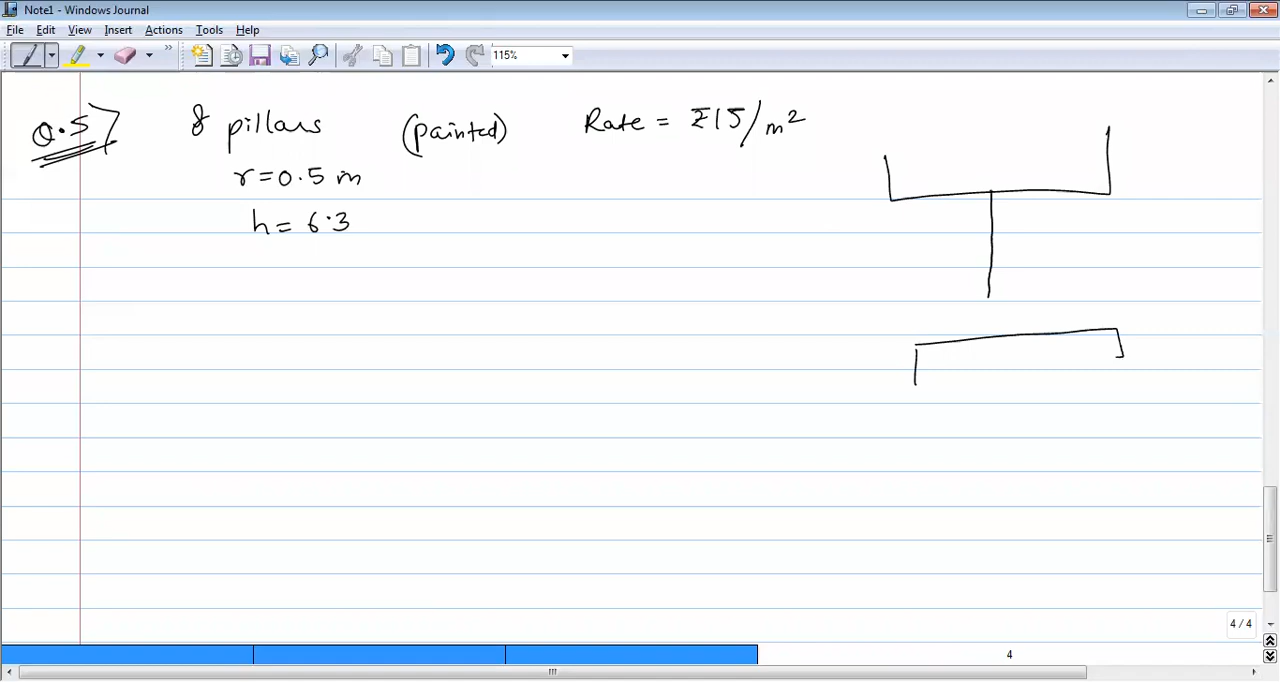 Note1 - Windows Journal
File Edit View Insert Actions Tools Help
115%
Q.5 8 pillars (painted) Rate = ₹15/m²
r = 0.5 m
h = 6.3
4 / 4
4